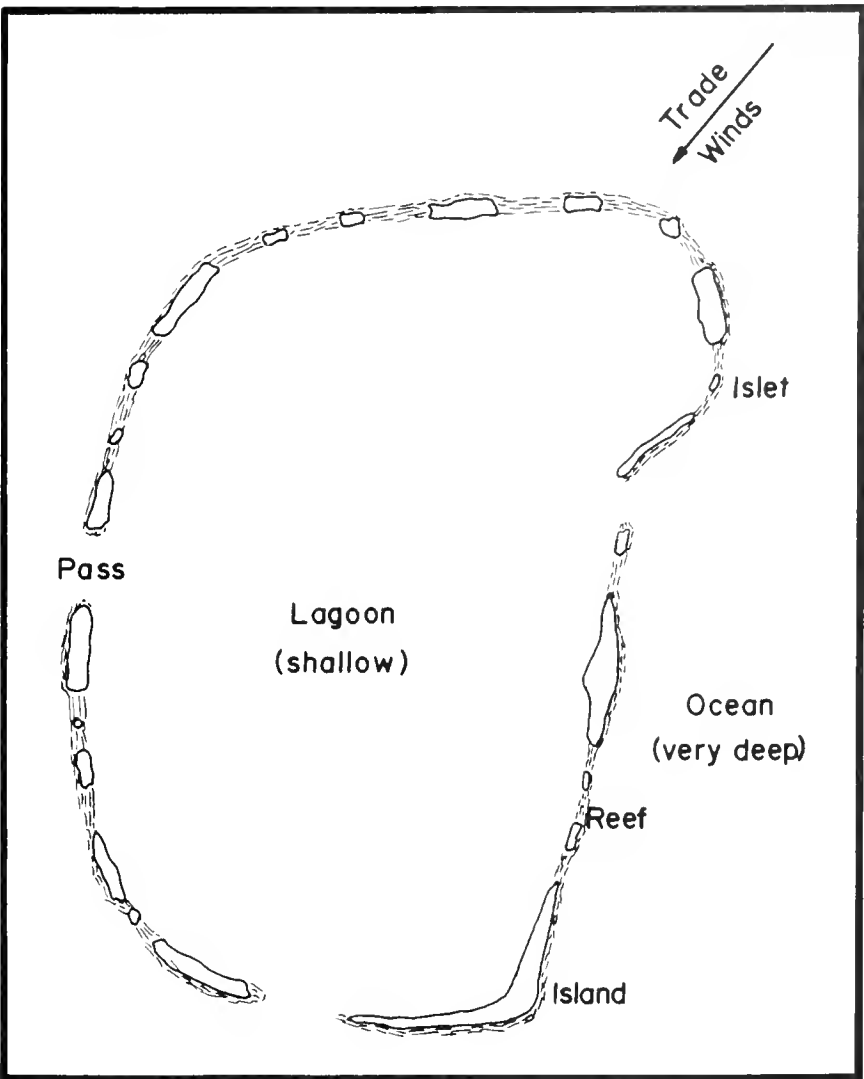 Trade
Winds
Islet
Pass
Lagoon
(shallow)
Ocean
(very deep)
Reef
Island